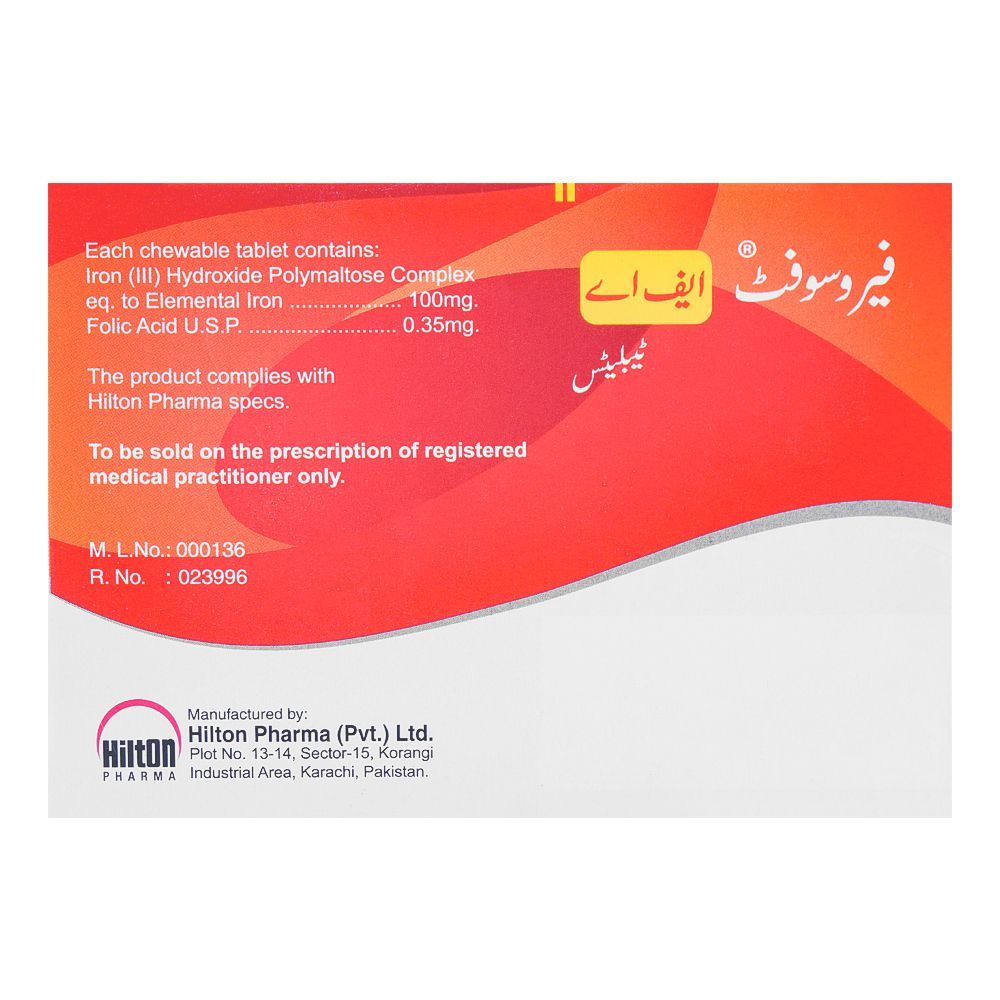 Each chewable tablet contains:
Iron (III) Hydroxide Polymaltose Complex
eq. to Elemental Iron ................... 100mg.
Folic Acid U.S.P. ......................... 0.35mg.
The product complies with
Hilton Pharma specs.
To be sold on the prescription of registered
medical practitioner only.
M. L.No.: 000136
R. No. : 023996
فیروسوفٹ® ایف اے
ٹیبلیٹس
HiltOn
PHARMA
Manufactured by:
Hilton Pharma (Pvt.) Ltd.
Plot No. 13-14, Sector-15, Korangi
Industrial Area, Karachi, Pakistan.